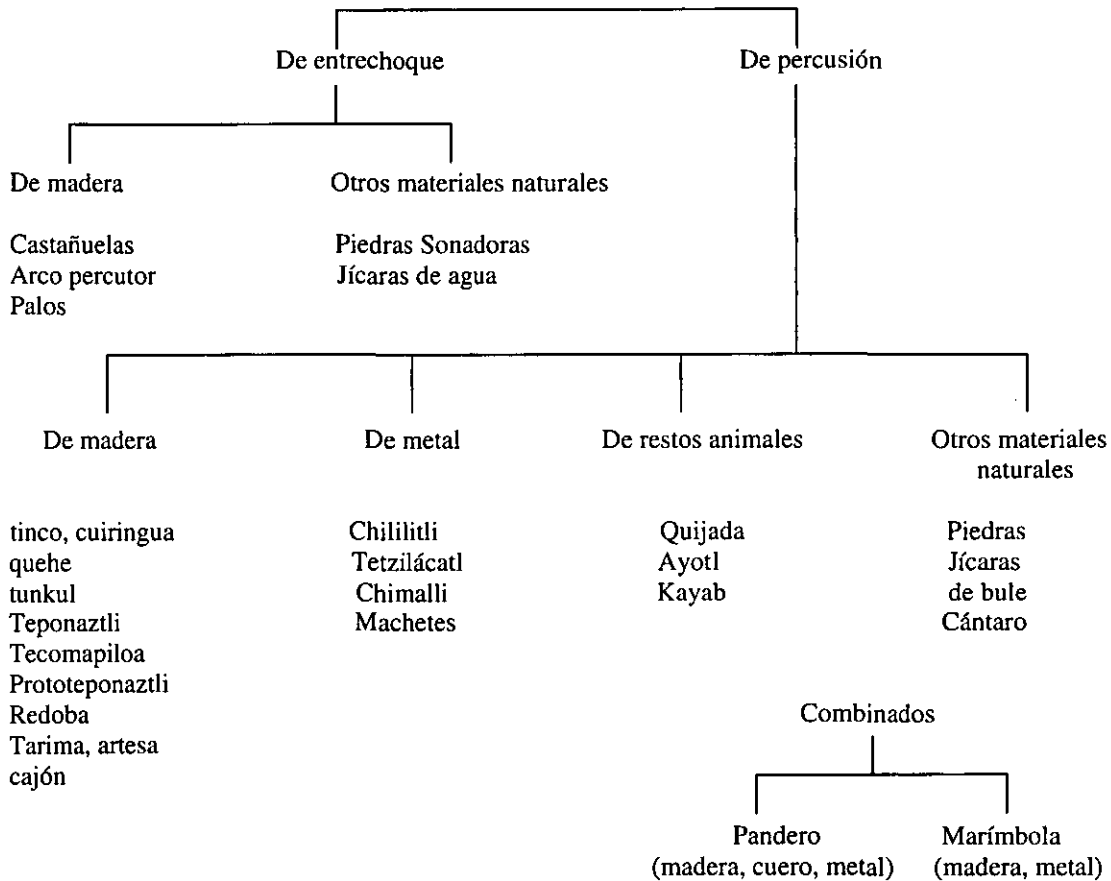 De entrechoque
De percusión
De madera
Otros materiales naturales
Castañuelas
Arco percutor
Palos
Piedras Sonadoras
Jícaras de agua
De madera
De metal
De restos animales
Otros materiales
naturales
tinco, cuiringua
quehe
tunkul
Teponaztli
Tecomapiloa
Prototeponaztli
Redoba
Tarima, artesa
cajón
Chililitli
Tetzilácatl
Chimalli
Machetes
Quijada
Ayotl
Kayab
Piedras
Jícaras
de bule
Cántaro
Combinados
Pandero
(madera, cuero, metal)
Marímbola
(madera, metal)